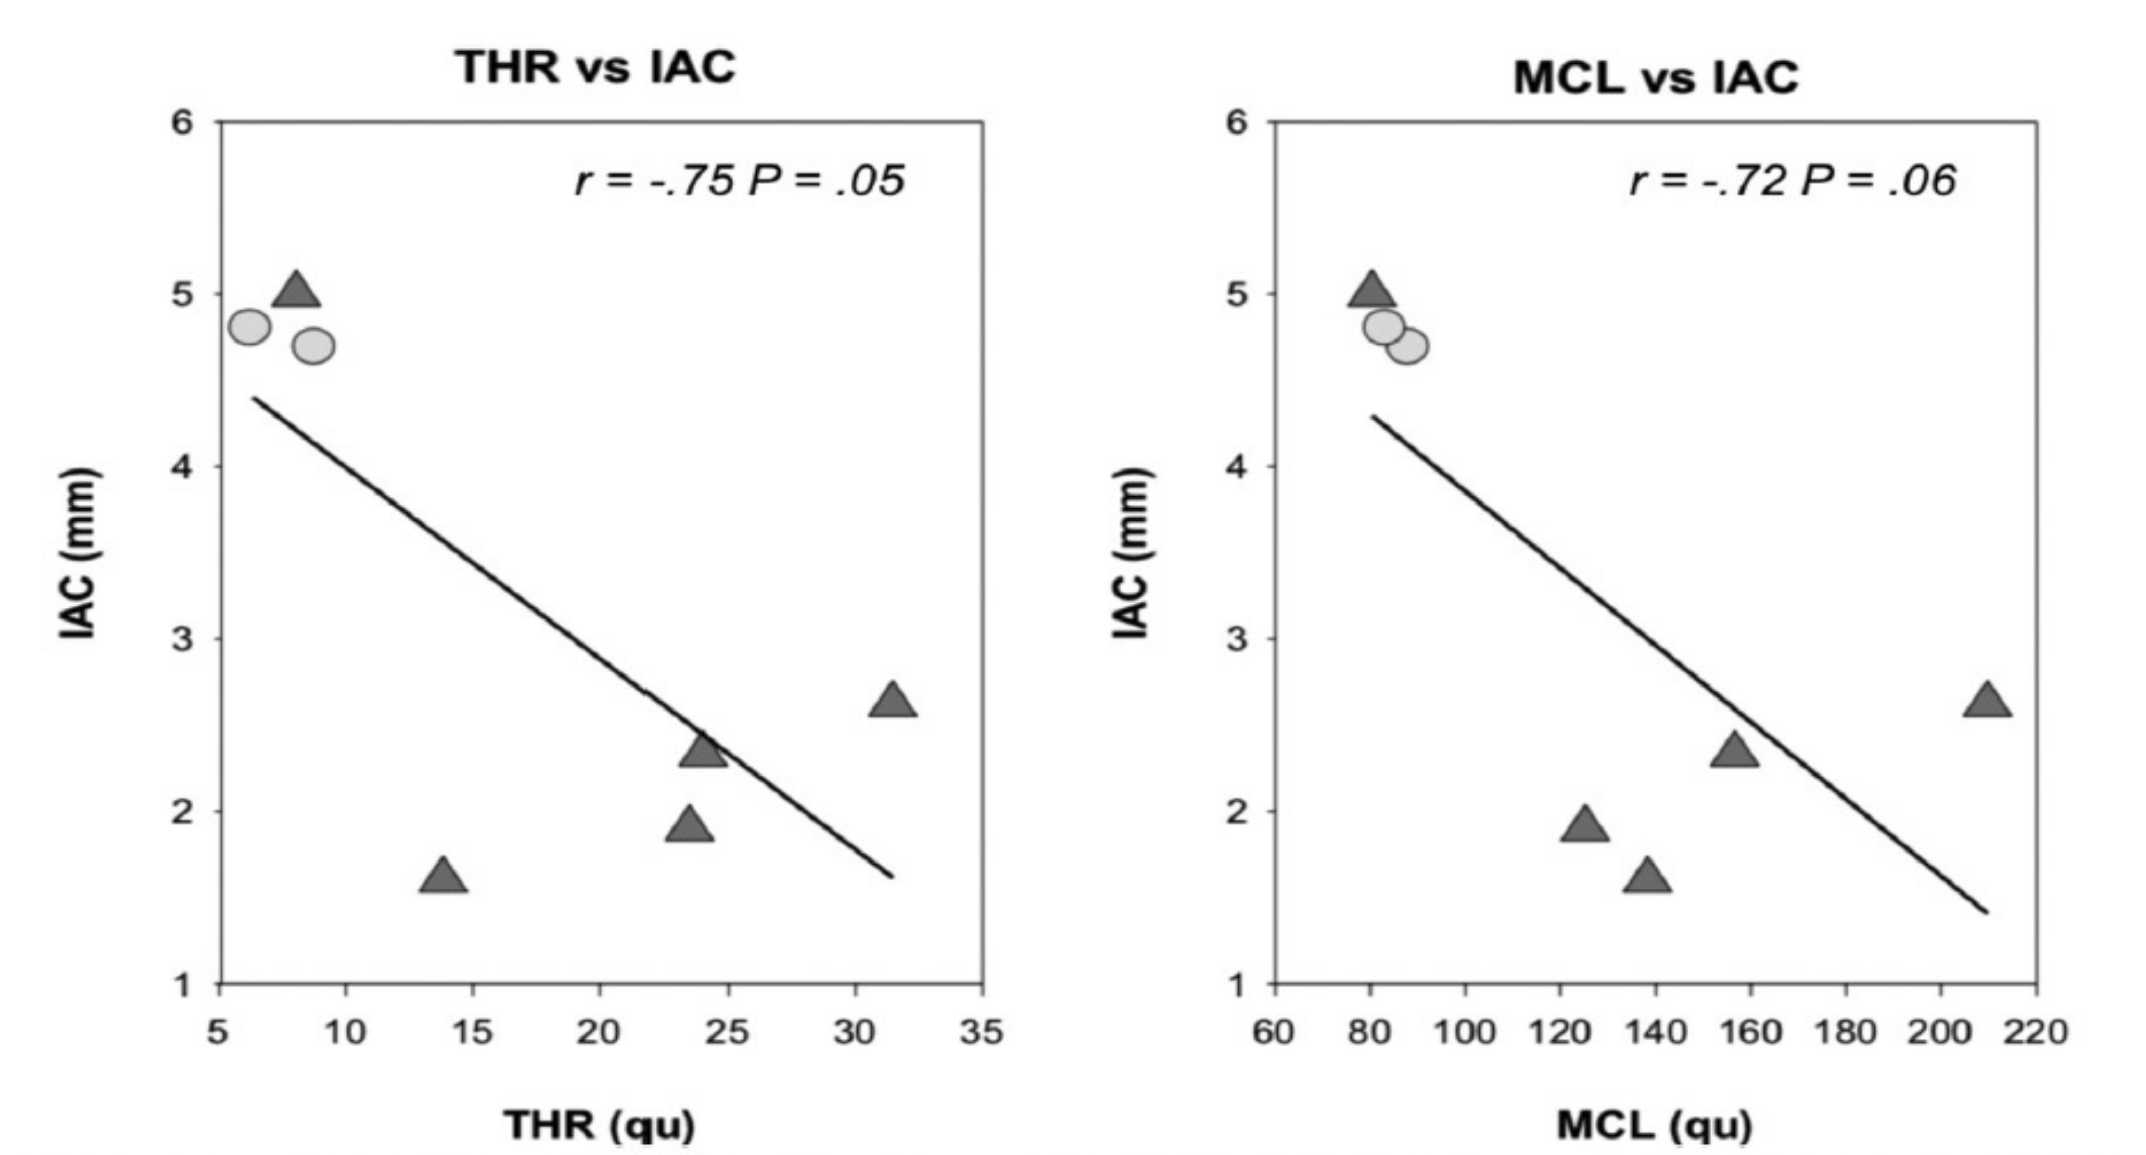 THR vs IAC
6
r = -.75 P = .05
5
4
3
2
1
IAC (mm)
5 10 15 20 25 30 35
THR (qu)
MCL vs IAC
6
r = -.72 P = .06
5
4
3
2
1
IAC (mm)
60 80 100 120 140 160 180 200 220
MCL (qu)